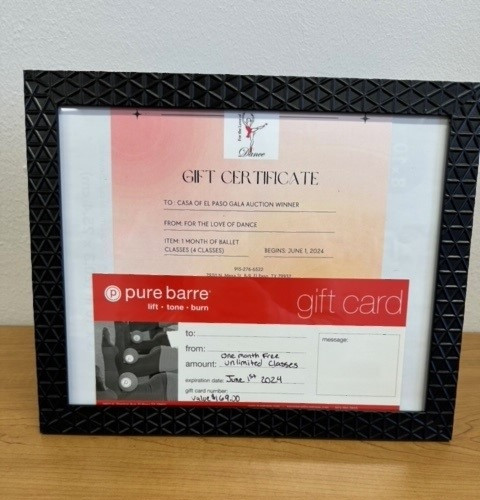 Dance
GIFT CERTIFICATE
TO : CASA OF EL PASO GALA AUCTION WINNER
FROM: FOR THE LOVE OF DANCE
ITEM: 1 MONTH OF BALLET
CLASSES (4 CLASSES)
BEGINS: JUNE 1, 2024
pure barre
lift • tone • burn
gift card
to:
from:
amount: one month Free
unlimited Classes
message:
expiration date: June 1st 2024
gift card number:
value $169.00